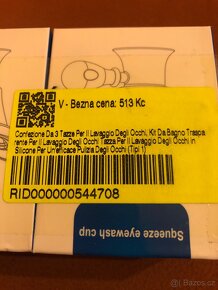 V - Bezna cena: 513 Kc
Confezione Da 3 Tazze Per Il Lavaggio Degli Occhi, Kit Da Bagno Traspa
rente Per Il Lavaggio Degli Occhi Tazza Per Il Lavaggio Degli Occhi In
Silicone Per Un'efficace Pulizia Degli Occhi (Tipi 1)
RID000000544708
Squeeze eyewash cup